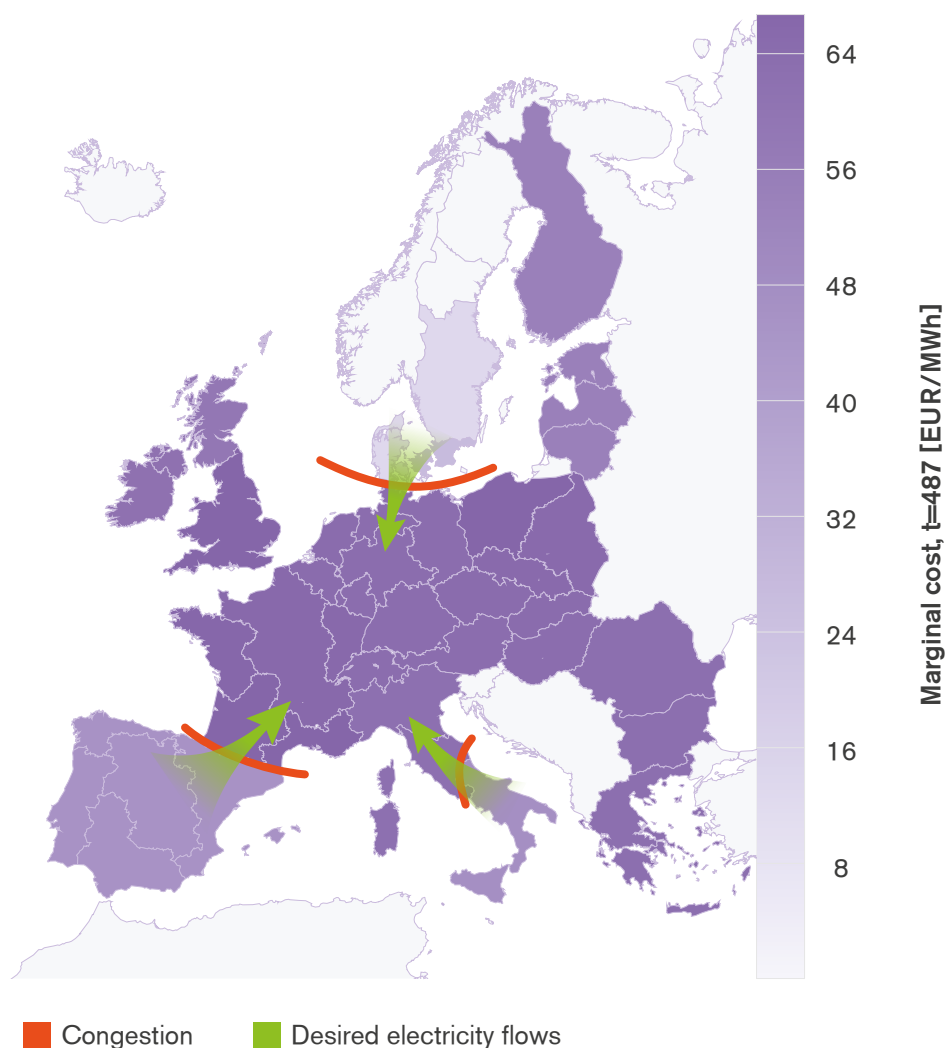 64
56
48
40
32
24
16
8
Marginal cost, t=487 [EUR/MWh]
Congestion
Desired electricity flows